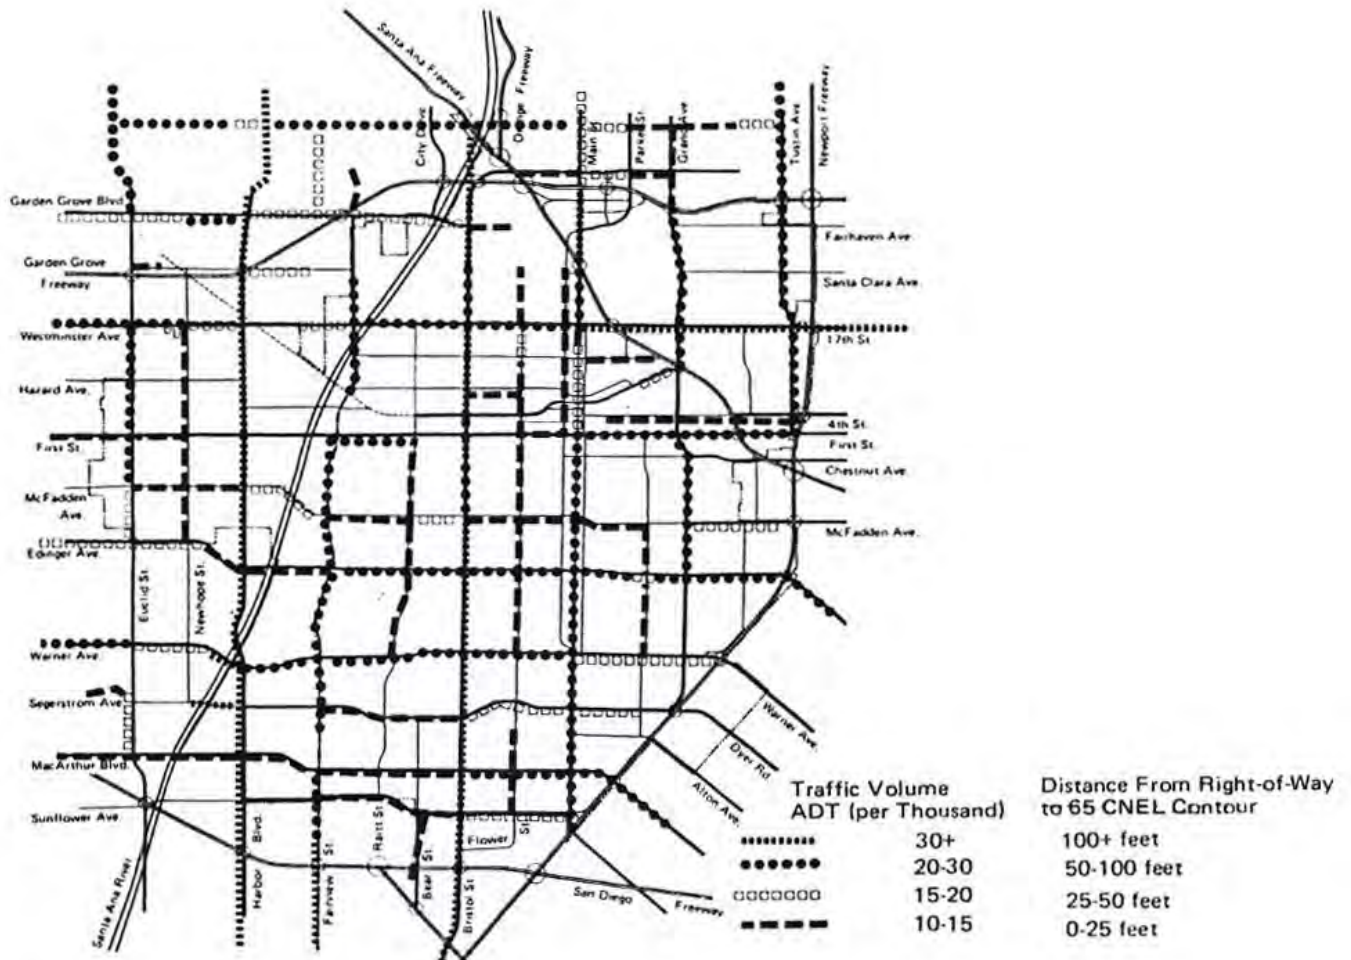 Santa Ana Freeway
Orange Freeway
City Drive
Main St.
Parker St.
Grand Ave.
Tustin Ave.
Newport Freeway
Garden Grove Blvd.
Fairhaven Ave.
Garden Grove
Freeway
Santa Clara Ave.
Westminster Ave.
17th St.
Hazard Ave.
4th St.
First St.
First St.
Chestnut Ave.
McFadden
Ave.
McFadden Ave.
Edinger Ave.
Euclid St.
Newhope St.
Warner Ave.
Segerstrom Ave.
Warner Ave.
Dyer Rd.
MacArthur Blvd.
Alton Ave.
Sunflower Ave.
Harbor Blvd.
Fairview St.
Raitt St.
Bear St.
Bristol St.
Flower St.
San Diego Freeway
Santa Ana River
Traffic Volume
ADT (per Thousand)
Distance From Right-of-Way
to 65 CNEL Contour
30+ 100+ feet
20-30 50-100 feet
15-20 25-50 feet
10-15 0-25 feet